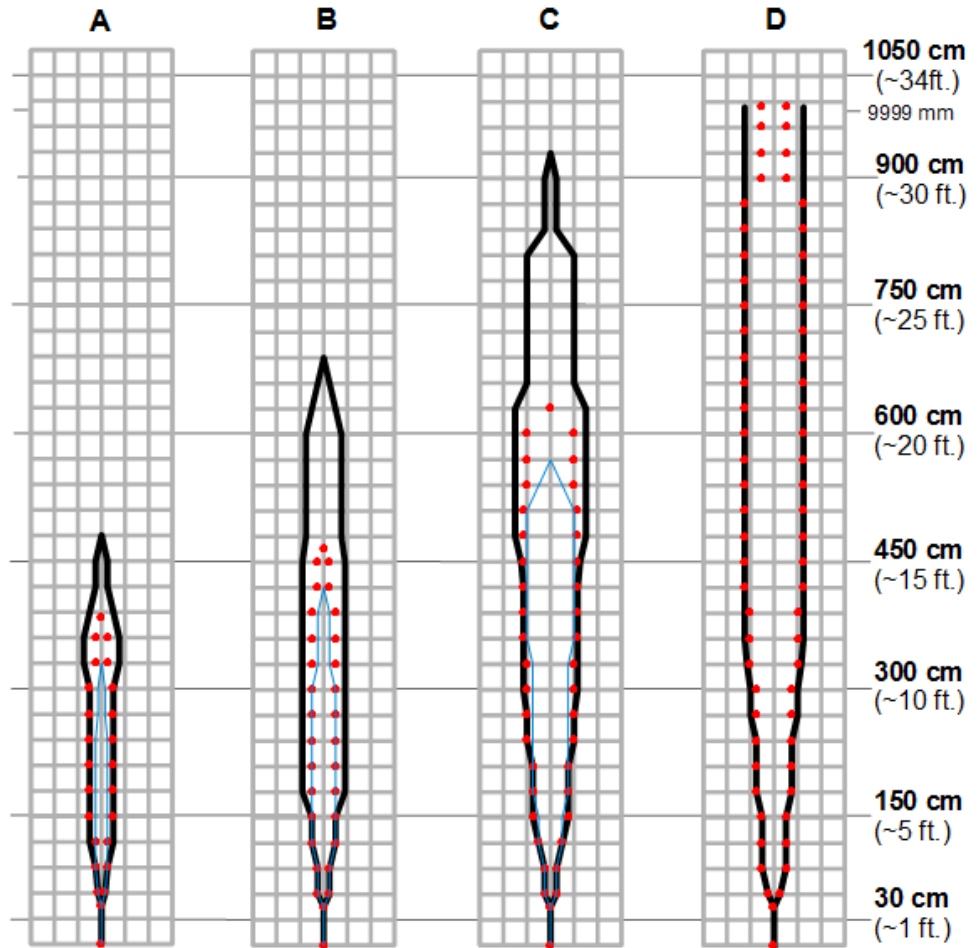 A
B
C
D
1050 cm
(~34ft.)
9999 mm
900 cm
(~30 ft.)
750 cm
(~25 ft.)
600 cm
(~20 ft.)
450 cm
(~15 ft.)
300 cm
(~10 ft.)
150 cm
(~5 ft.)
30 cm
(~1 ft.)